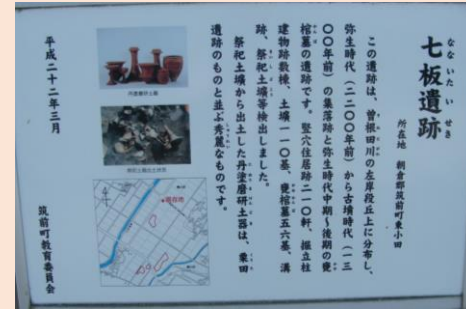 七板遺跡
なないたいせき
所在地 朝倉郡筑前町東小田
この遺跡は、曽根田川の左岸段丘上に分布し、
弥生時代(二二〇〇年前)から古墳時代(一三
〇〇年前)の集落跡と弥生時代中期~後期の甕
棺墓の遺跡です。竪穴住居跡二一〇軒、掘立柱
建物跡数棟、土壙一一〇基、甕棺墓五六基、溝
跡、祭祀土壙等検出しました。
祭祀土壙から出土した丹塗磨研土器は、栗田
遺跡のものと並ぶ秀麗なものです。
丹塗磨研土器
平成二十二年三月
筑前町教育委員会